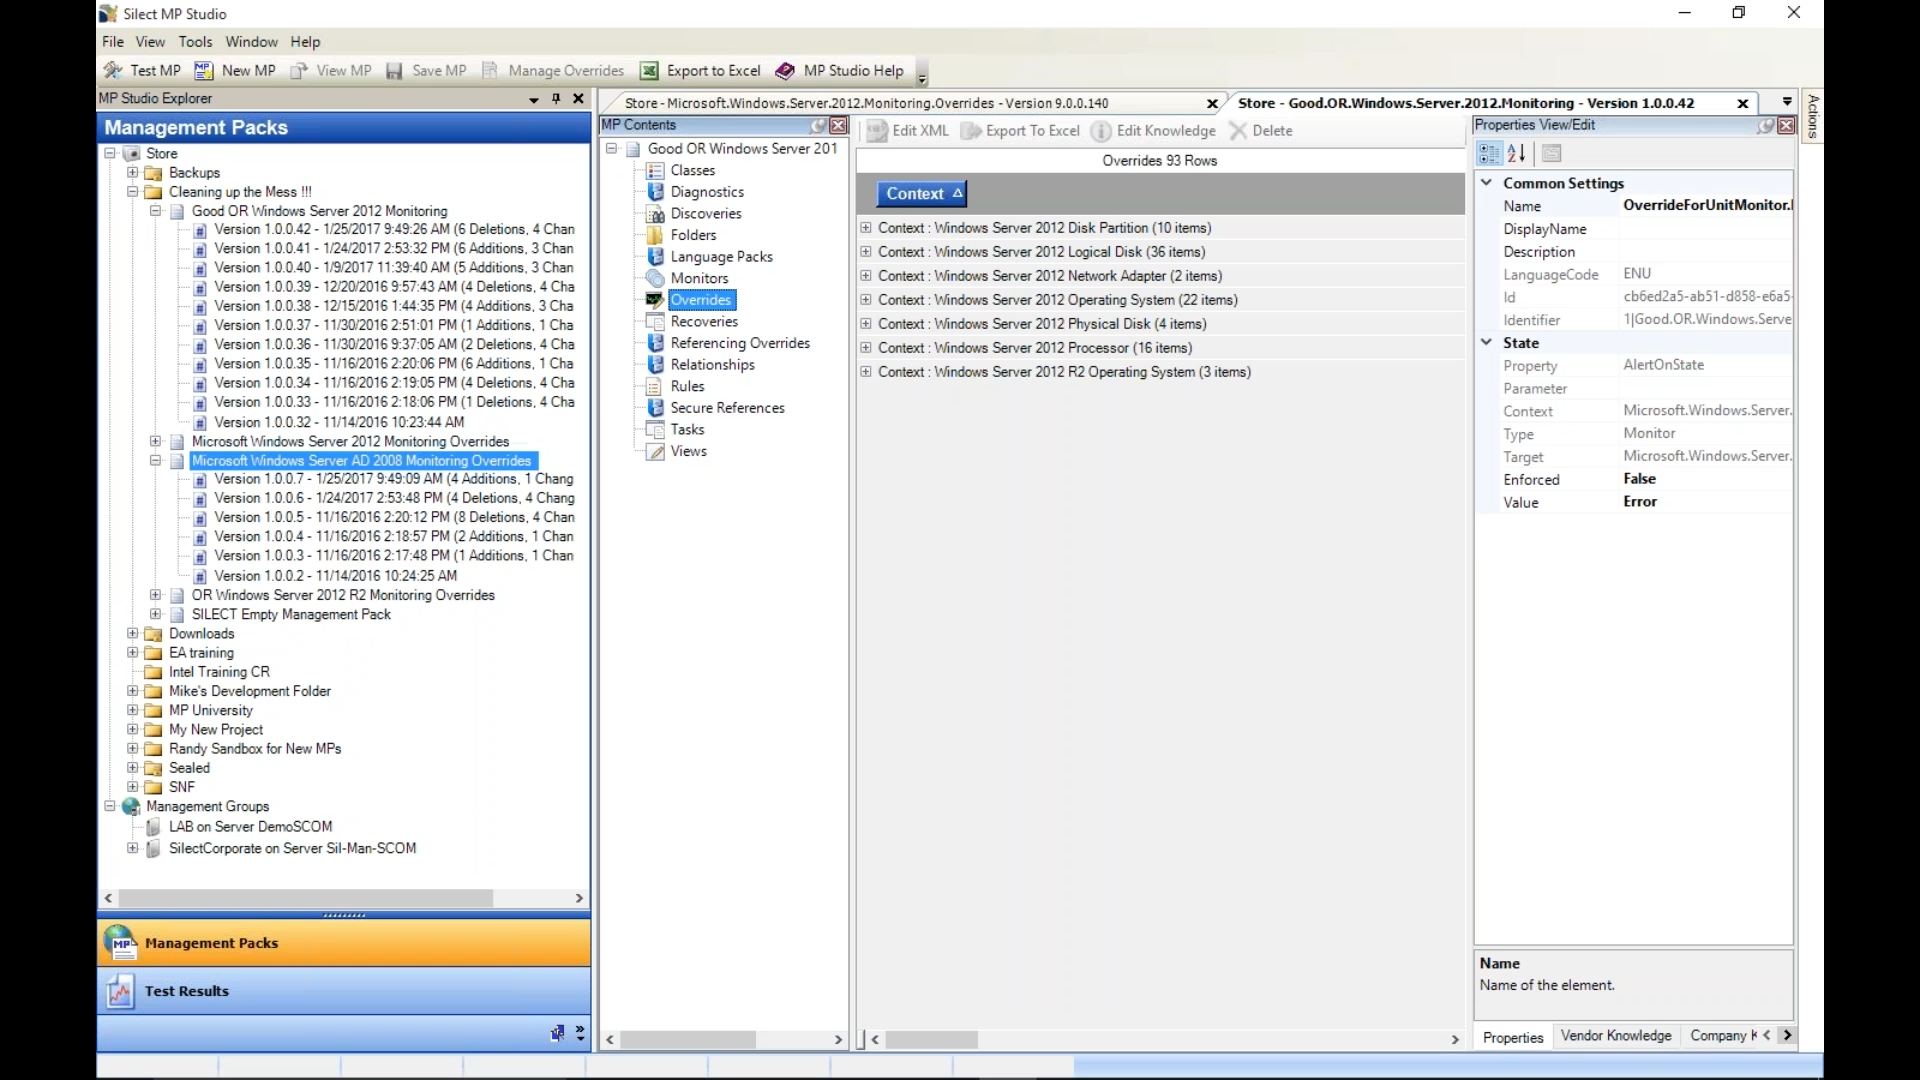 Silect MP Studio
File View Tools Window Help
Test MP New MP View MP Save MP Manage Overrides Export to Excel MP Studio Help
MP Studio Explorer
Management Packs
Store
Backups
Cleaning up the Mess !!!
Good OR Windows Server 2012 Monitoring
Version 1.0.0.42 - 1/25/2017 9:49:26 AM (6 Deletions, 4 Chan
Version 1.0.0.41 - 1/24/2017 2:53:32 PM (6 Additions, 3 Chan
Version 1.0.0.40 - 1/9/2017 11:39:40 AM (5 Additions, 3 Chan
Version 1.0.0.39 - 12/20/2016 9:57:43 AM (4 Deletions, 4 Cha
Version 1.0.0.38 - 12/15/2016 1:44:35 PM (4 Additions, 3 Cha
Version 1.0.0.37 - 11/30/2016 2:51:01 PM (1 Additions, 1 Cha
Version 1.0.0.36 - 11/30/2016 9:37:05 AM (2 Deletions, 4 Cha
Version 1.0.0.35 - 11/16/2016 2:20:06 PM (6 Additions, 1 Cha
Version 1.0.0.34 - 11/16/2016 2:19:05 PM (4 Deletions, 4 Cha
Version 1.0.0.33 - 11/16/2016 2:18:06 PM (1 Deletions, 4 Cha
Version 1.0.0.32 - 11/14/2016 10:23:44 AM
Microsoft Windows Server 2012 Monitoring Overrides
Microsoft Windows Server AD 2008 Monitoring Overrides
Version 1.0.0.7 - 1/25/2017 9:49:09 AM (4 Additions, 1 Chang
Version 1.0.0.6 - 1/24/2017 2:53:48 PM (4 Deletions, 4 Chang
Version 1.0.0.5 - 11/16/2016 2:20:12 PM (8 Deletions, 4 Chan
Version 1.0.0.4 - 11/16/2016 2:18:57 PM (2 Additions, 1 Chan
Version 1.0.0.3 - 11/16/2016 2:17:48 PM (1 Additions, 1 Chan
Version 1.0.0.2 - 11/14/2016 10:24:25 AM
OR Windows Server 2012 R2 Monitoring Overrides
SILECT Empty Management Pack
Downloads
EA training
Intel Training CR
Mike's Development Folder
MP University
My New Project
Randy Sandbox for New MPs
Sealed
SNF
Management Groups
LAB on Server DemoSCOM
SilectCorporate on Server Sil-Man-SCOM
Management Packs
Test Results
Store - Microsoft.Windows.Server.2012.Monitoring.Overrides - Version 9.0.0.140
Store - Good.OR.Windows.Server.2012.Monitoring - Version 1.0.0.42
MP Contents
Good OR Windows Server 201
Classes
Diagnostics
Discoveries
Folders
Language Packs
Monitors
Overrides
Recoveries
Referencing Overrides
Relationships
Rules
Secure References
Tasks
Views
Edit XML Export To Excel Edit Knowledge Delete
Overrides 93 Rows
Context
Context : Windows Server 2012 Disk Partition (10 items)
Context : Windows Server 2012 Logical Disk (36 items)
Context : Windows Server 2012 Network Adapter (2 items)
Context : Windows Server 2012 Operating System (22 items)
Context : Windows Server 2012 Physical Disk (4 items)
Context : Windows Server 2012 Processor (16 items)
Context : Windows Server 2012 R2 Operating System (3 items)
Properties View/Edit
Common Settings
Name OverrideForUnitMonitor.
DisplayName
Description
LanguageCode ENU
Id cb6ed2a5-ab51-d858-e6a5-
Identifier 1|Good.OR.Windows.Serve
State
Property AlertOnState
Parameter
Context Microsoft.Windows.Server.
Type Monitor
Target Microsoft.Windows.Server.
Enforced False
Value Error
Name
Name of the element.
Properties Vendor Knowledge Company K
Actions